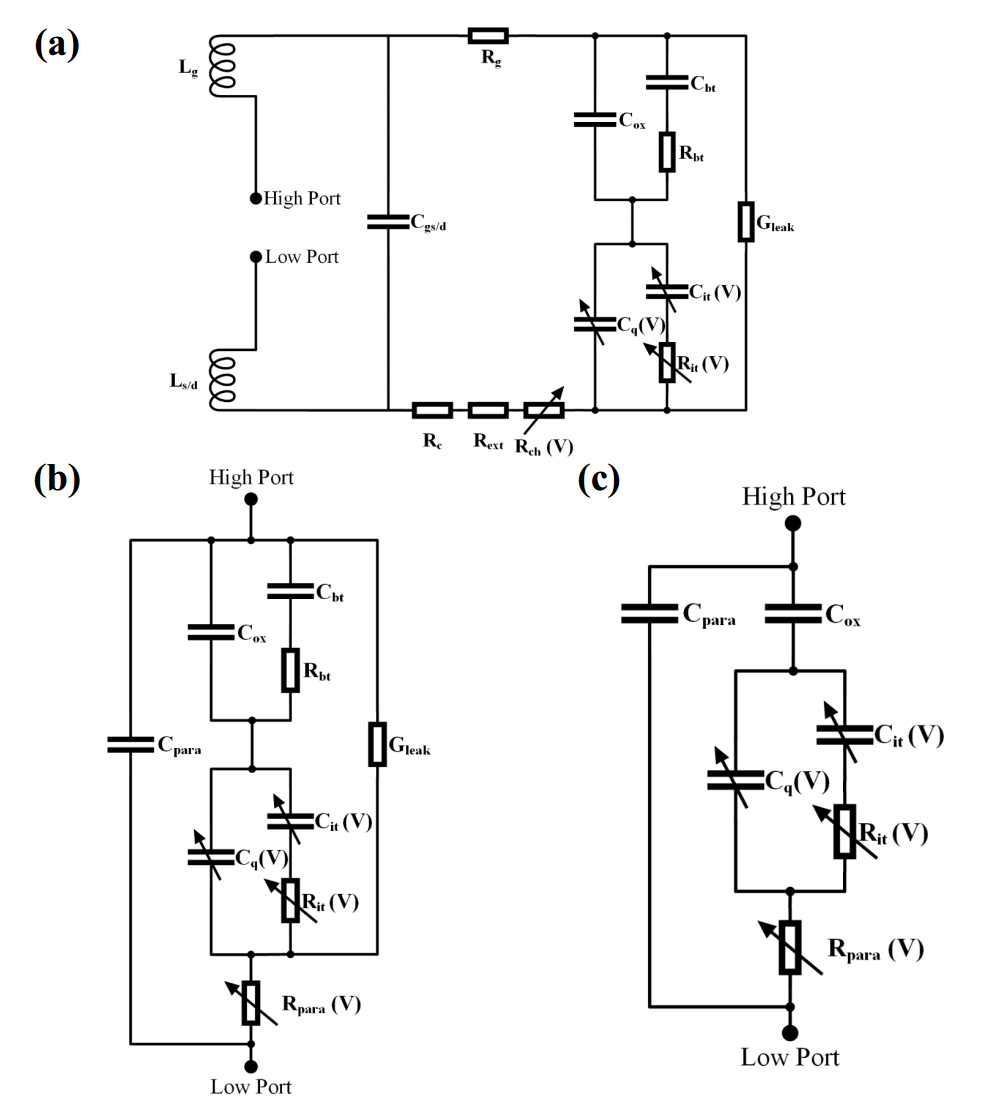 (a)
Lg
Rg
Cbt
Cox
Rbt
High Port
Cgs/d
Gleak
Low Port
Cit (V)
Cq(V)
Rit (V)
Ls/d
Rc
Rext
Rch (V)
(b)
High Port
Cbt
Cox
Rbt
Cpara
Gleak
Cit (V)
Cq(V)
Rit (V)
Rpara (V)
Low Port
(c)
High Port
Cpara
Cox
Cit (V)
Cq(V)
Rit (V)
Rpara (V)
Low Port